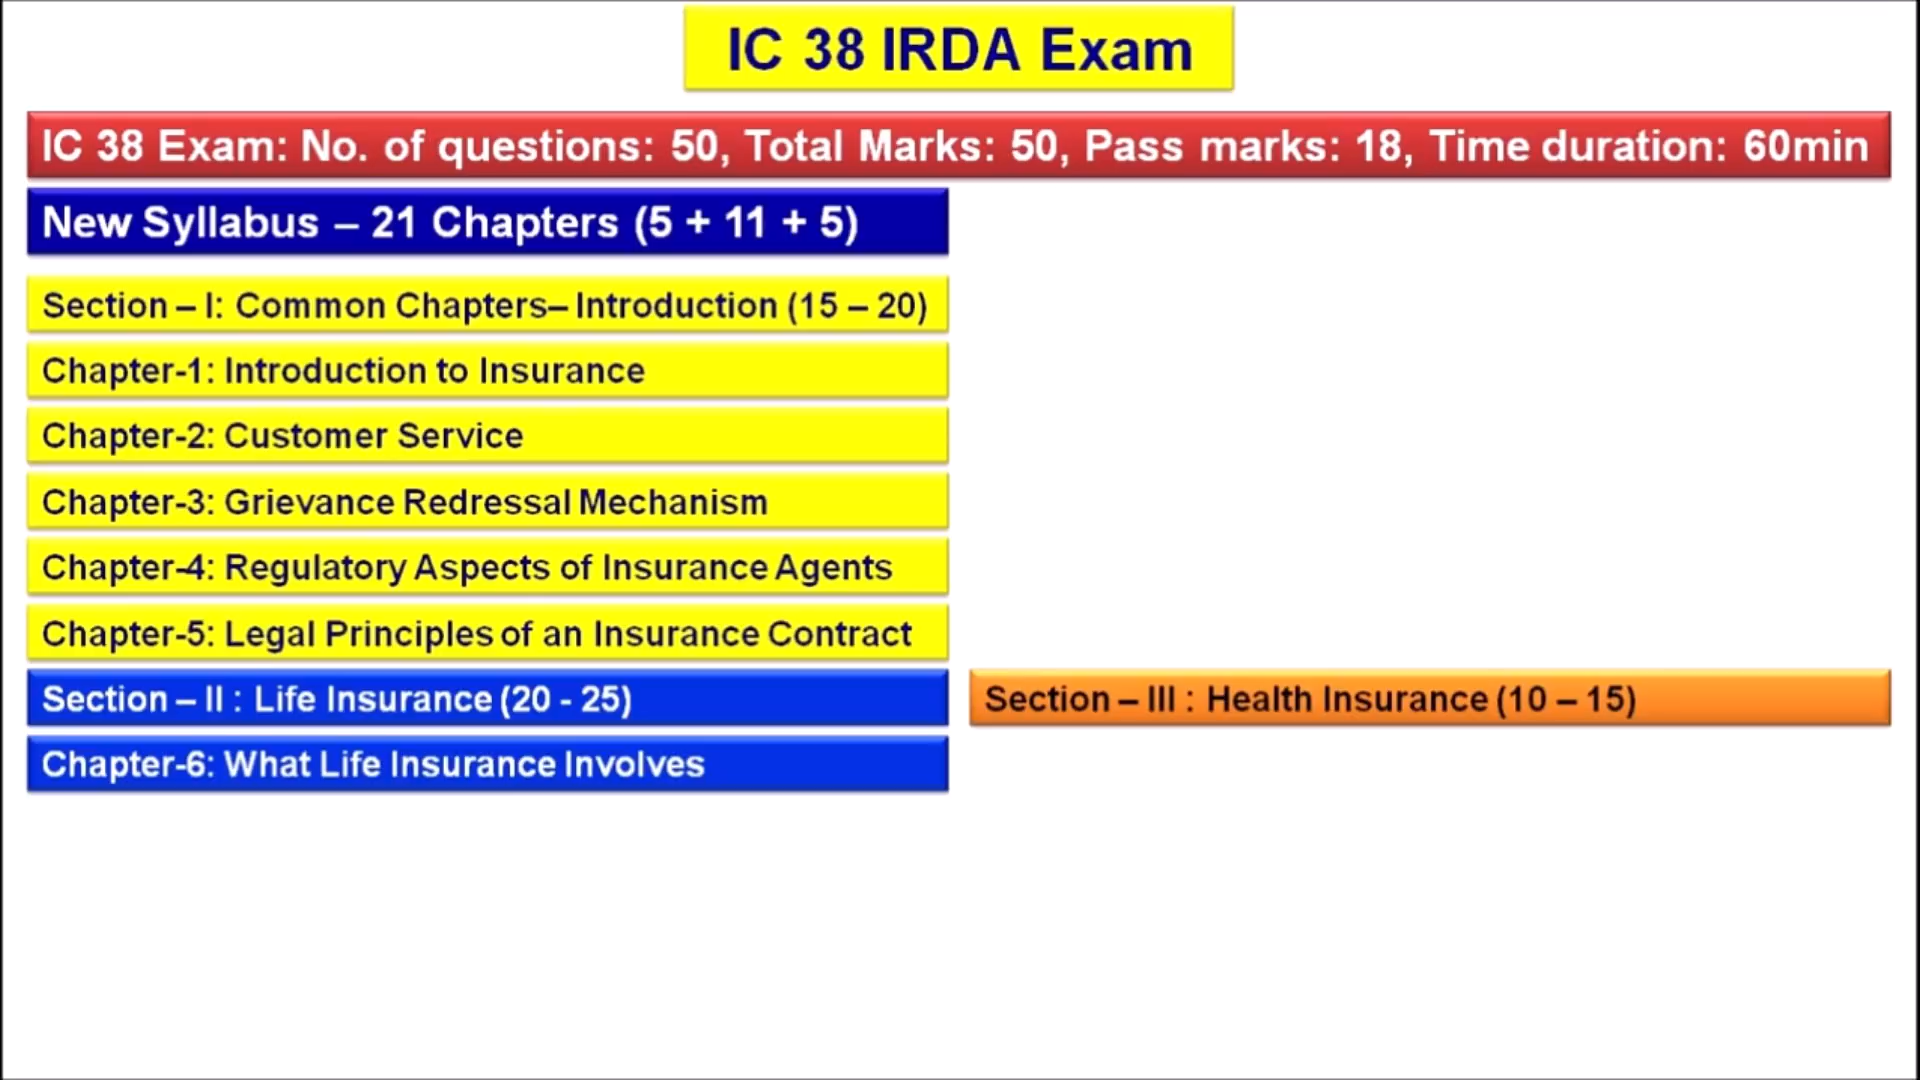 IC 38 IRDA Exam
IC 38 Exam: No. of questions: 50, Total Marks: 50, Pass marks: 18, Time duration: 60min
New Syllabus – 21 Chapters (5 + 11 + 5)
Section – I: Common Chapters– Introduction (15 – 20)
Chapter-1: Introduction to Insurance
Chapter-2: Customer Service
Chapter-3: Grievance Redressal Mechanism
Chapter-4: Regulatory Aspects of Insurance Agents
Chapter-5: Legal Principles of an Insurance Contract
Section – II : Life Insurance (20 - 25)
Section – III : Health Insurance (10 – 15)
Chapter-6: What Life Insurance Involves